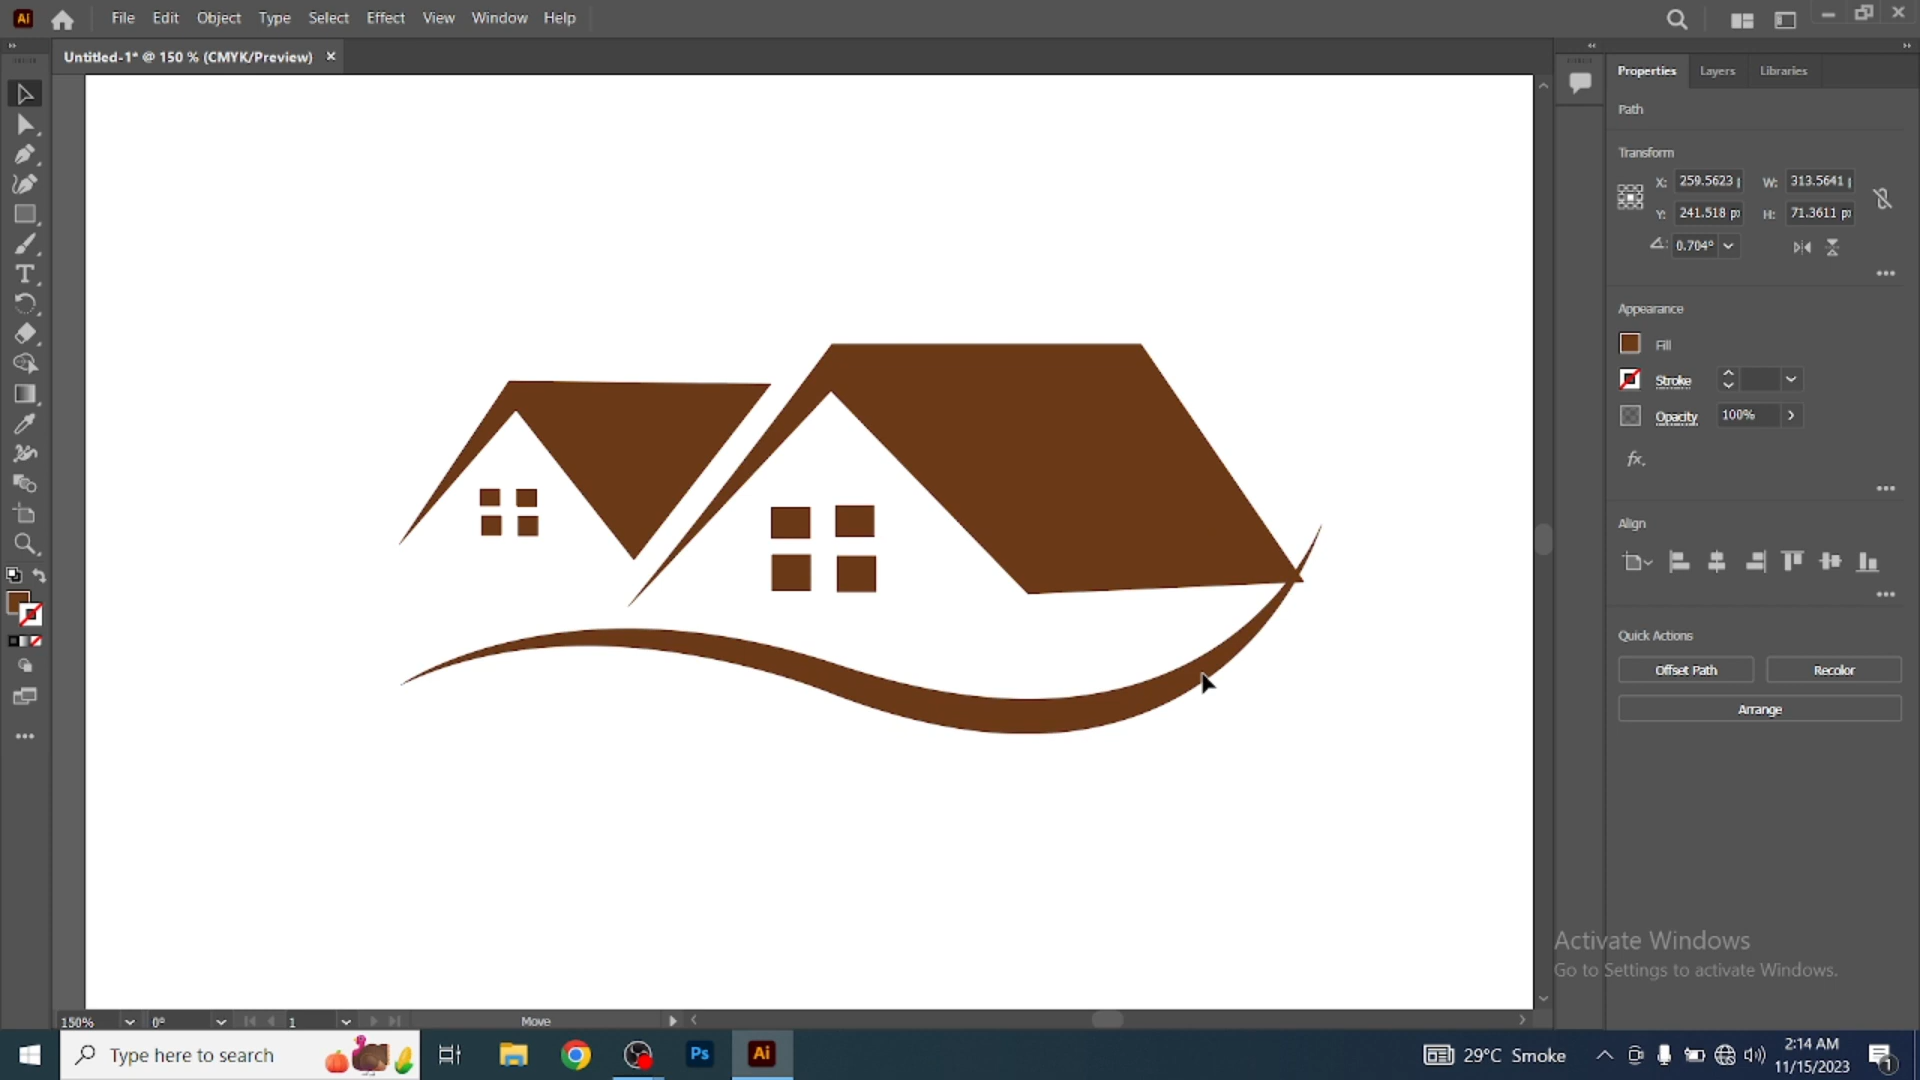 Ai File Edit Object Type Select Effect View Window Help
Untitled-1* @ 150 % (CMYK/Preview) ×
Properties Layers Libraries
Path
Transform
X: 259.5623 W: 313.5641
Y: 241.518 px H: 71.3611 px
0.704°
Appearance
Fill
Stroke
Opacity 100%
fx.
Align
Quick Actions
Offset Path Recolor
Arrange
Activate Windows
Go to Settings to activate Windows.
150% 0° 1 Move
Type here to search Ps Ai 29°C Smoke 2:14 AM
11/15/2023 1